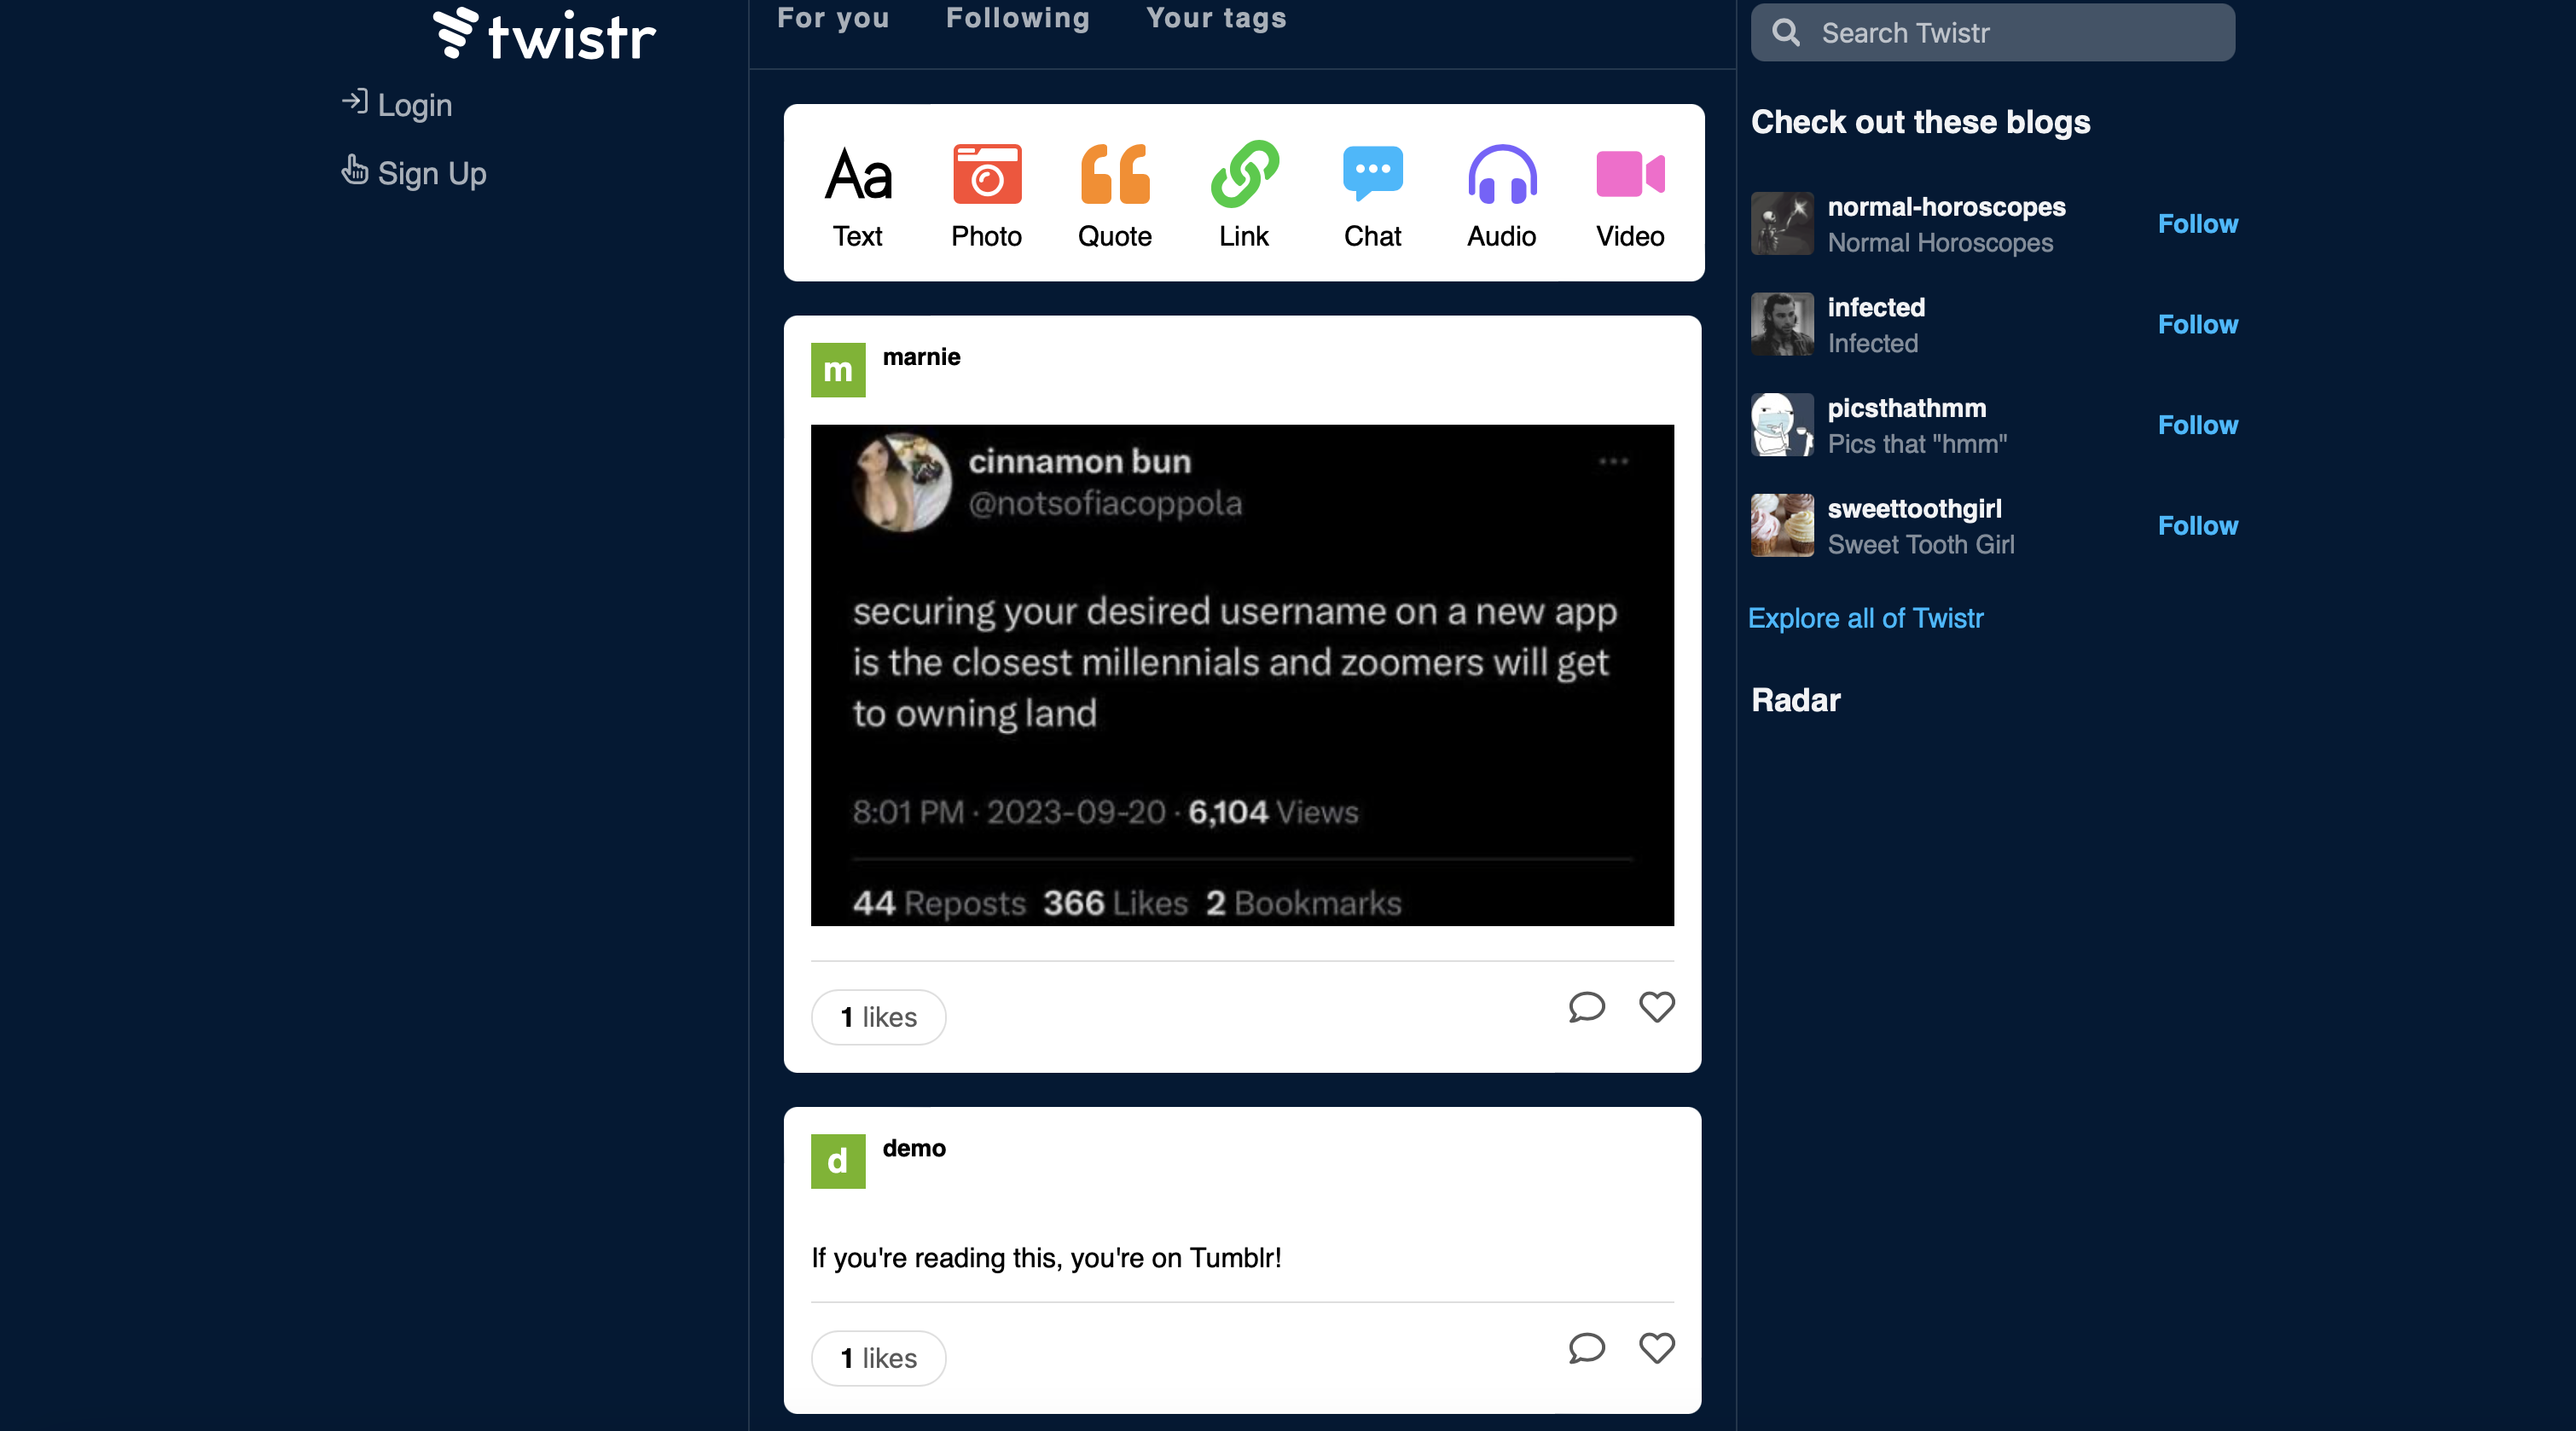 twistr
Login
Sign Up
For you Following Your tags
Text Photo Quote Link Chat Audio Video
m marnie
cinnamon bun
@notsofiacoppola
securing your desired username on a new app
is the closest millennials and zoomers will get
to owning land
8:01 PM · 2023-09-20 · 6,104 Views
44 Reposts 366 Likes 2 Bookmarks
1 likes
d demo
If you're reading this, you're on Tumblr!
1 likes
Search Twistr
Check out these blogs
normal-horoscopes
Normal Horoscopes
Follow
infected
Infected
Follow
picsthathmm
Pics that "hmm"
Follow
sweettoothgirl
Sweet Tooth Girl
Follow
Explore all of Twistr
Radar